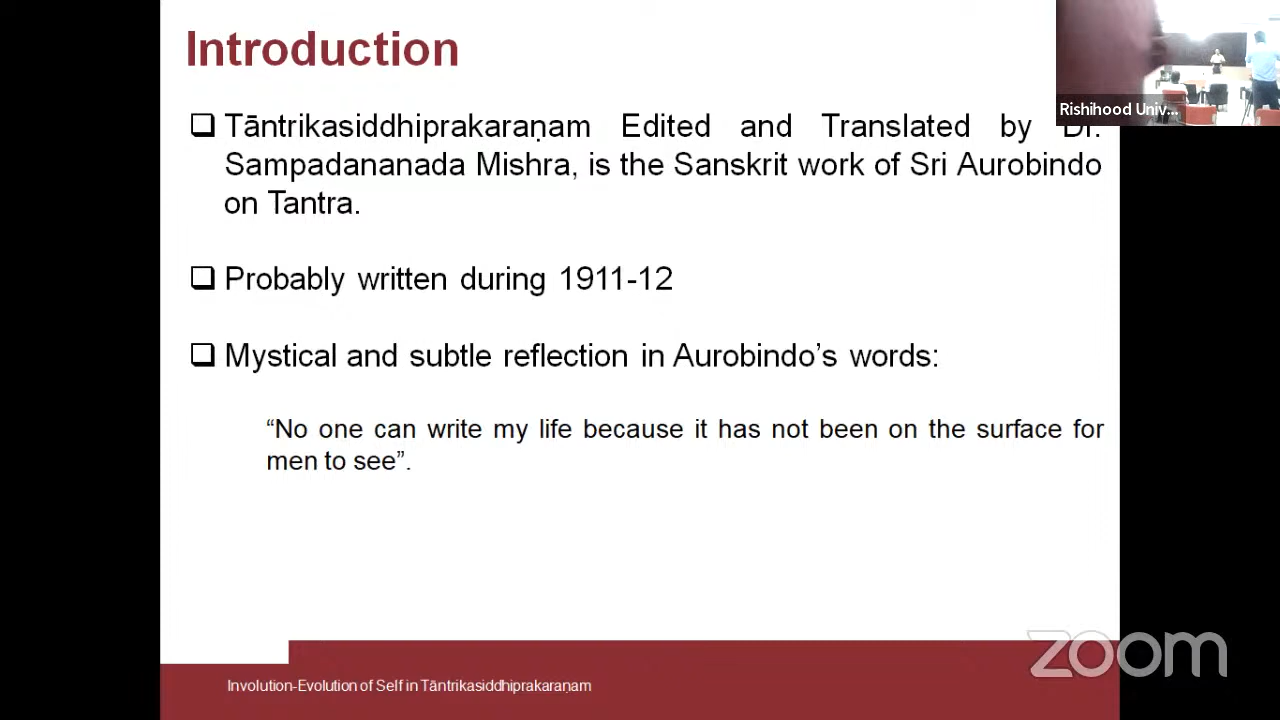 Introduction
Rishihood Univ...
❑ Tāntrikasiddhiprakaraṇam Edited and Translated by Dr.
Sampadananada Mishra, is the Sanskrit work of Sri Aurobindo
on Tantra.
❑ Probably written during 1911-12
❑ Mystical and subtle reflection in Aurobindo’s words:
“No one can write my life because it has not been on the surface for
men to see”.
zoom
Involution-Evolution of Self in Tāntrikasiddhiprakaraṇam